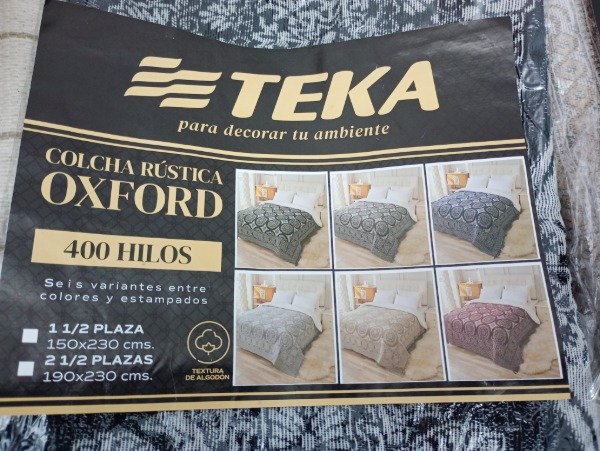 TEKA
para decorar tu ambiente
COLCHA RÚSTICA
OXFORD
400 HILOS
Seis variantes entre
colores y estampados
1 1/2 PLAZA
150x230 cms.
2 1/2 PLAZAS
190x230 cms.
TEXTURA
DE ALGODÓN